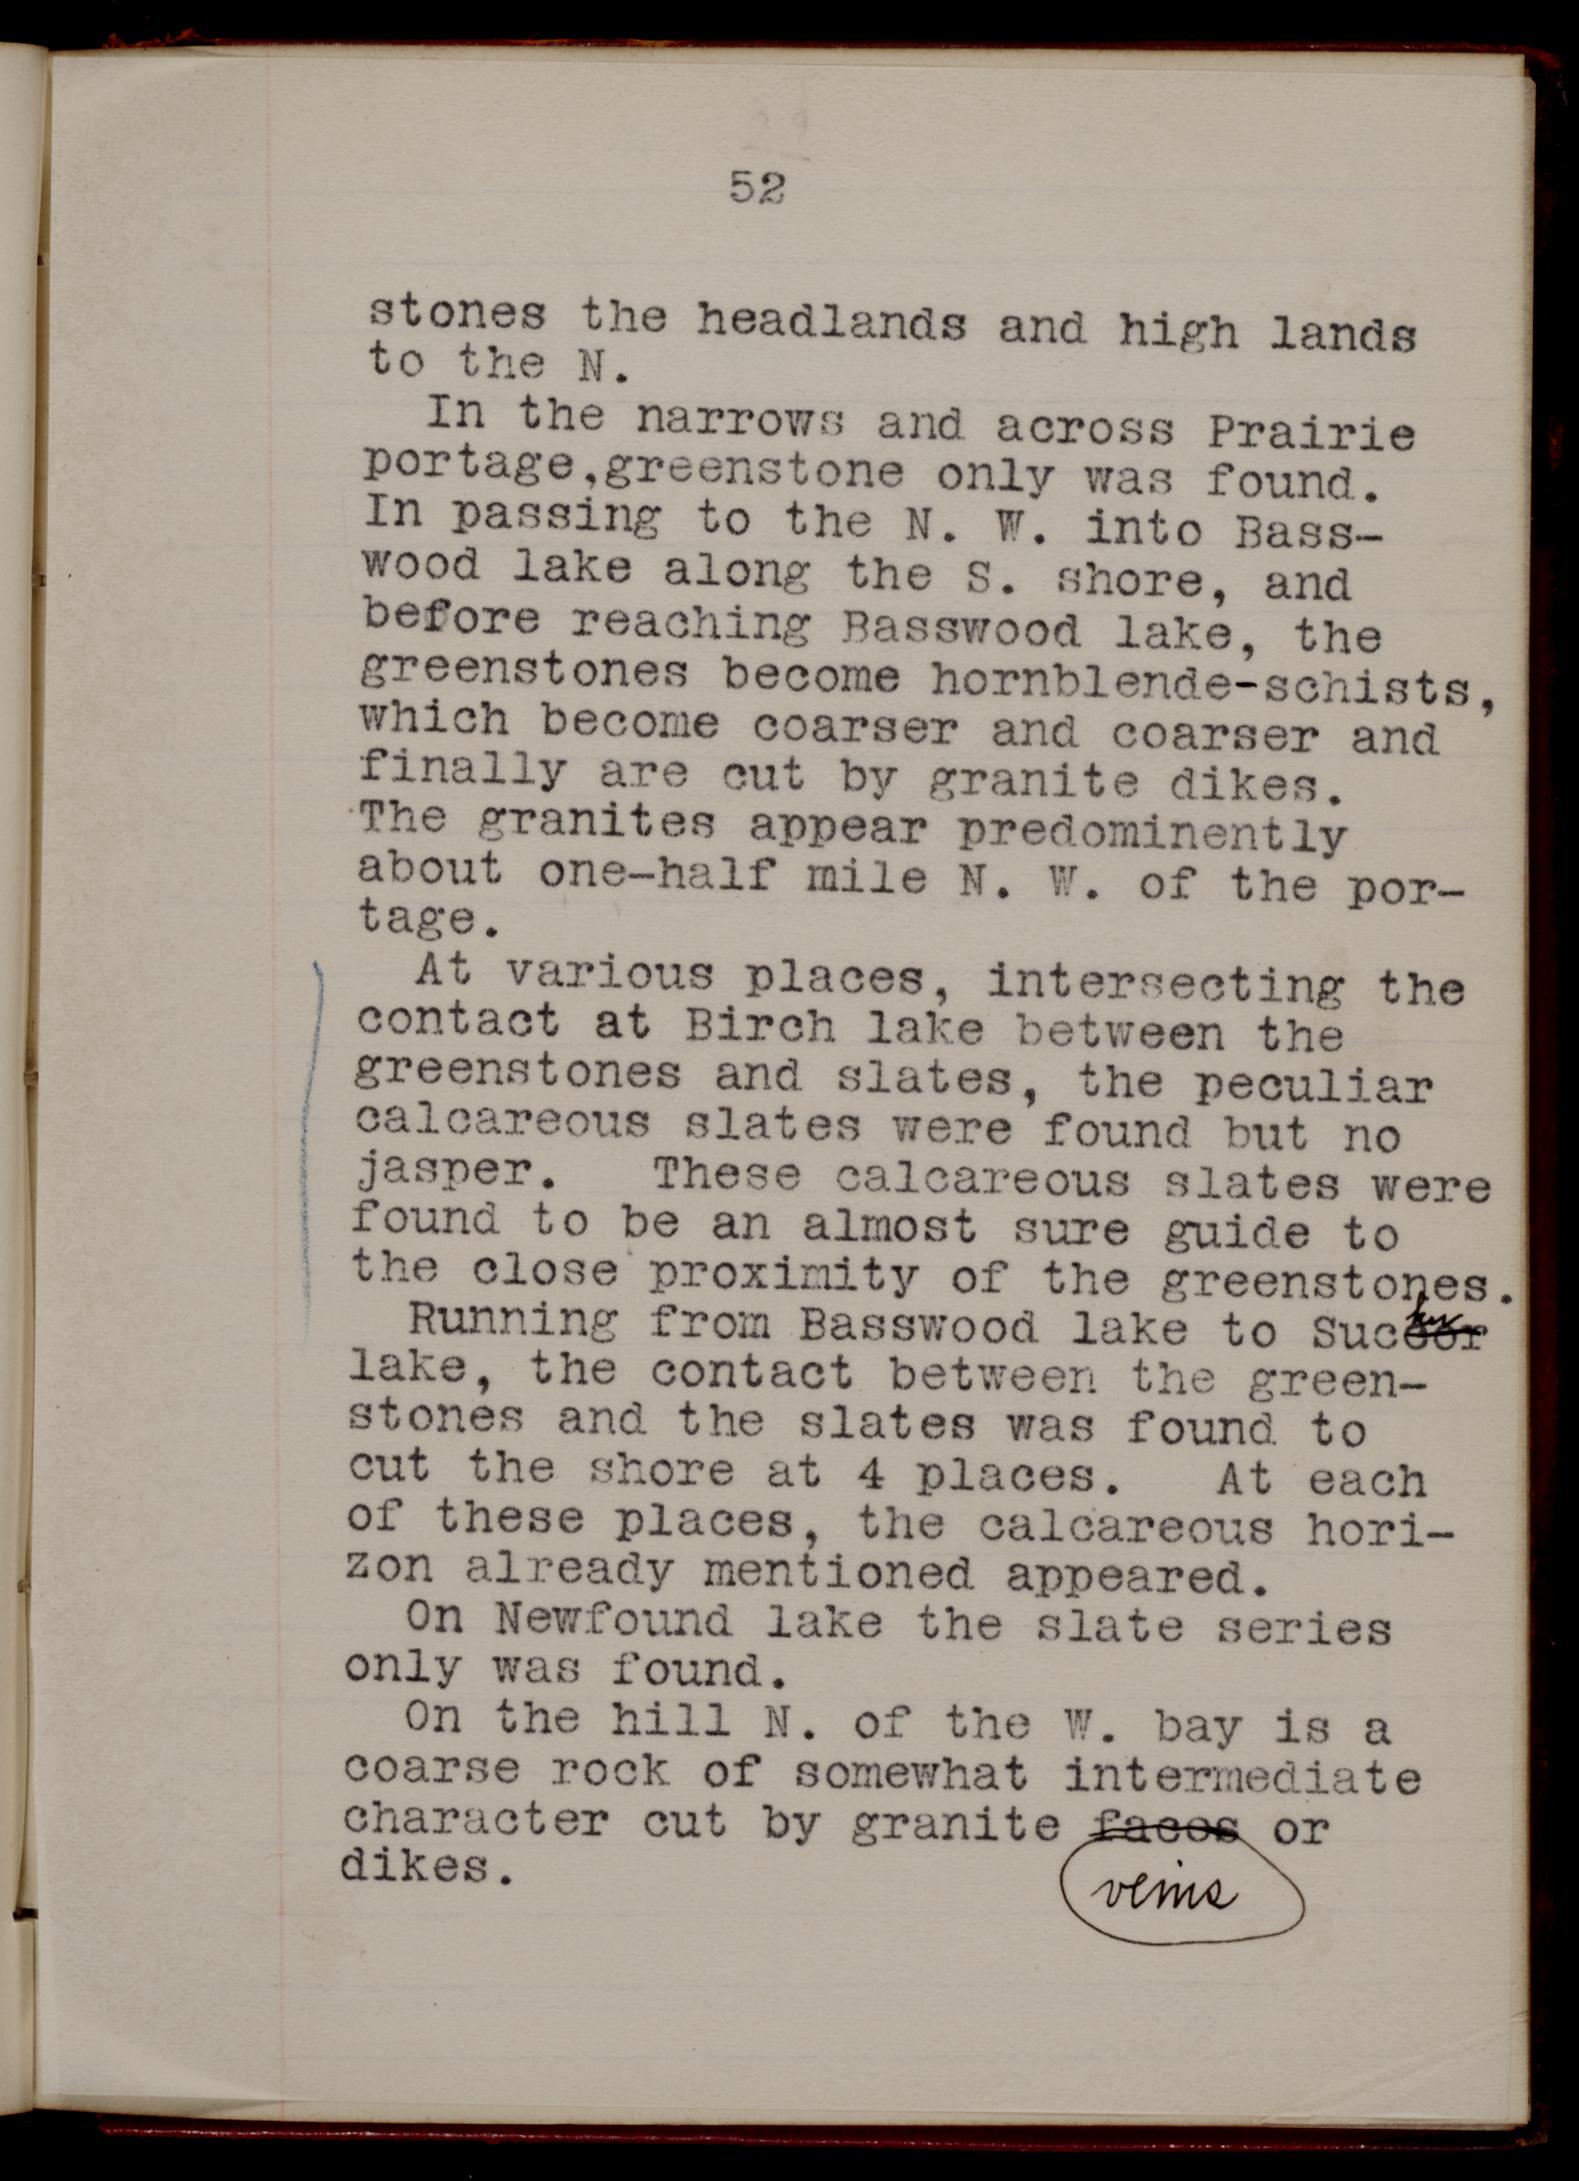 52
stones the headlands and high lands
to the N.
In the narrows and across Prairie
portage,greenstone only was found.
In passing to the N. W. into Bass-
wood lake along the S. shore, and
before reaching Basswood lake, the
greenstones become hornblende-schists,
which become coarser and coarser and
finally are cut by granite dikes.
The granites appear predominently
about one-half mile N. W. of the por-
tage.
At various places, intersecting the
contact at Birch lake between the
greenstones and slates, the peculiar
calcareous slates were found but no
jasper. These calcareous slates were
found to be an almost sure guide to
the close proximity of the greenstones.
Running from Basswood lake to Succor ker
lake, the contact between the green-
stones and the slates was found to
cut the shore at 4 places. At each
of these places, the calcareous hori-
zon already mentioned appeared.
On Newfound lake the slate series
only was found.
On the hill N. of the W. bay is a
coarse rock of somewhat intermediate
character cut by granite faces or
dikes.
veins